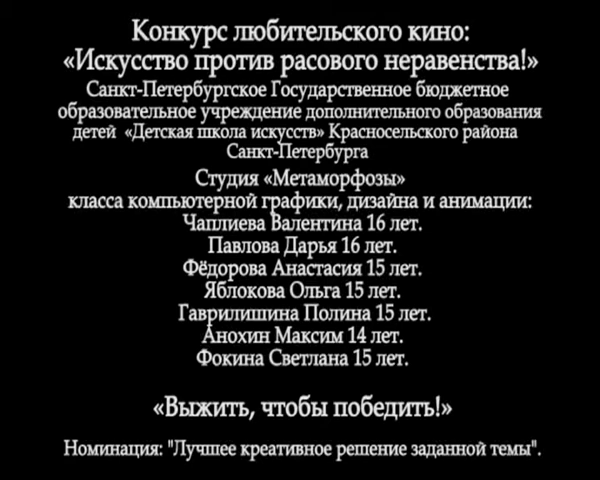 Конкурс любительского кино:
«Искусство против расового неравенства!»
Санкт-Петербургское Государственное бюджетное
образовательное учреждение дополнительного образования
детей «Детская школа искусств» Красносельского района
Санкт-Петербурга
Студия «Метаморфозы»
класса компьютерной графики, дизайна и анимации:
Чаплиева Валентина 16 лет.
Павлова Дарья 16 лет.
Фёдорова Анастасия 15 лет.
Яблокова Ольга 15 лет.
Гаврилишина Полина 15 лет.
Анохин Максим 14 лет.
Фокина Светлана 15 лет.
«Выжить, чтобы победить!»
Номинация: "Лучшее креативное решение заданной темы".